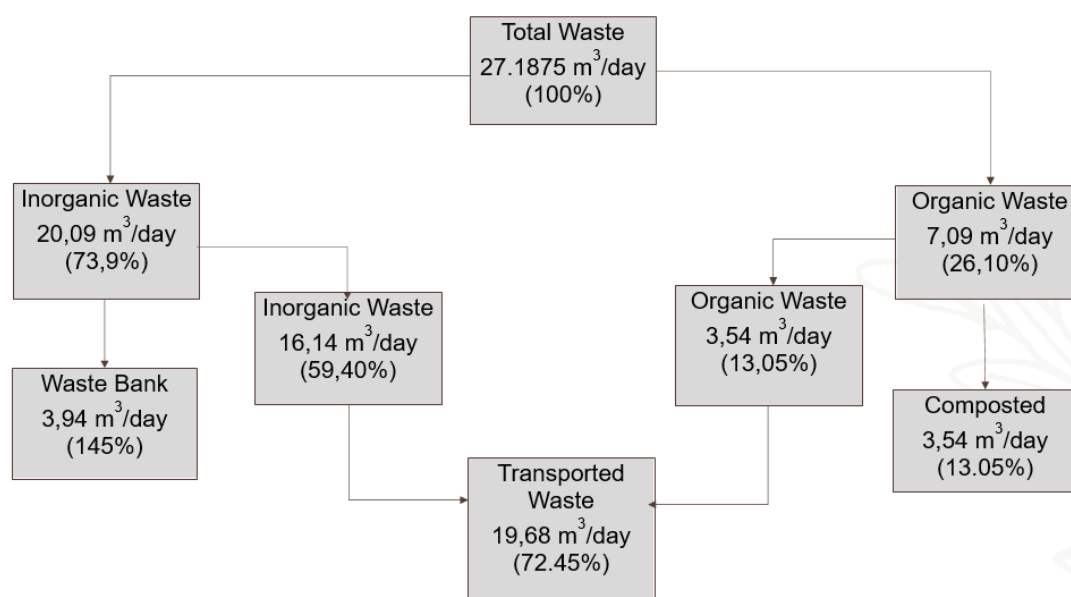 Total Waste
27.1875 m³/day
(100%)
Inorganic Waste
20,09 m³/day
(73,9%)
Organic Waste
7,09 m³/day
(26,10%)
Inorganic Waste
16,14 m³/day
(59,40%)
Organic Waste
3,54 m³/day
(13,05%)
Waste Bank
3,94 m³/day
(145%)
Composted
3,54 m³/day
(13.05%)
Transported
Waste
19,68 m³/day
(72.45%)